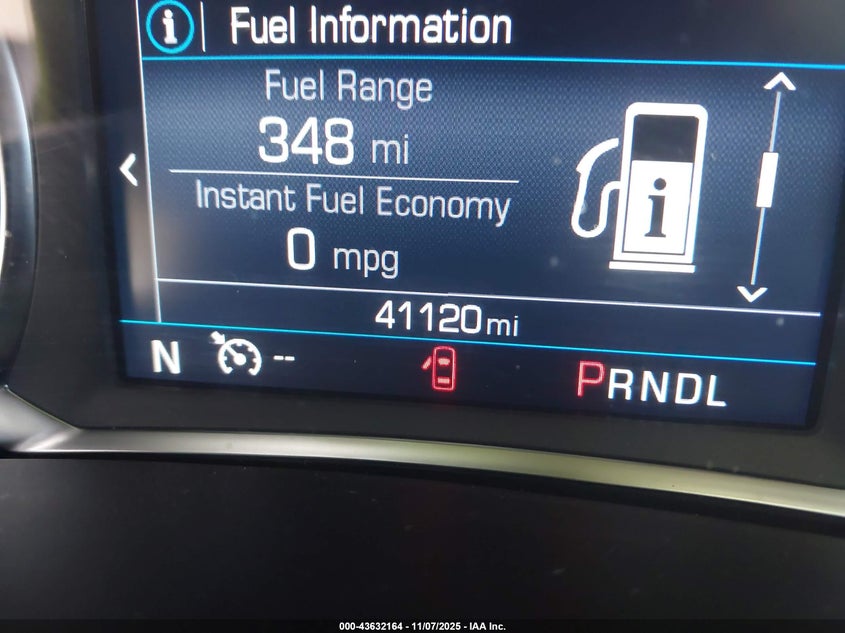 i Fuel Information
Fuel Range
348 mi
i
Instant Fuel Economy
0 mpg
41120mi
N -- PRNDL
000-43632164 - 11/07/2025 - IAA Inc.